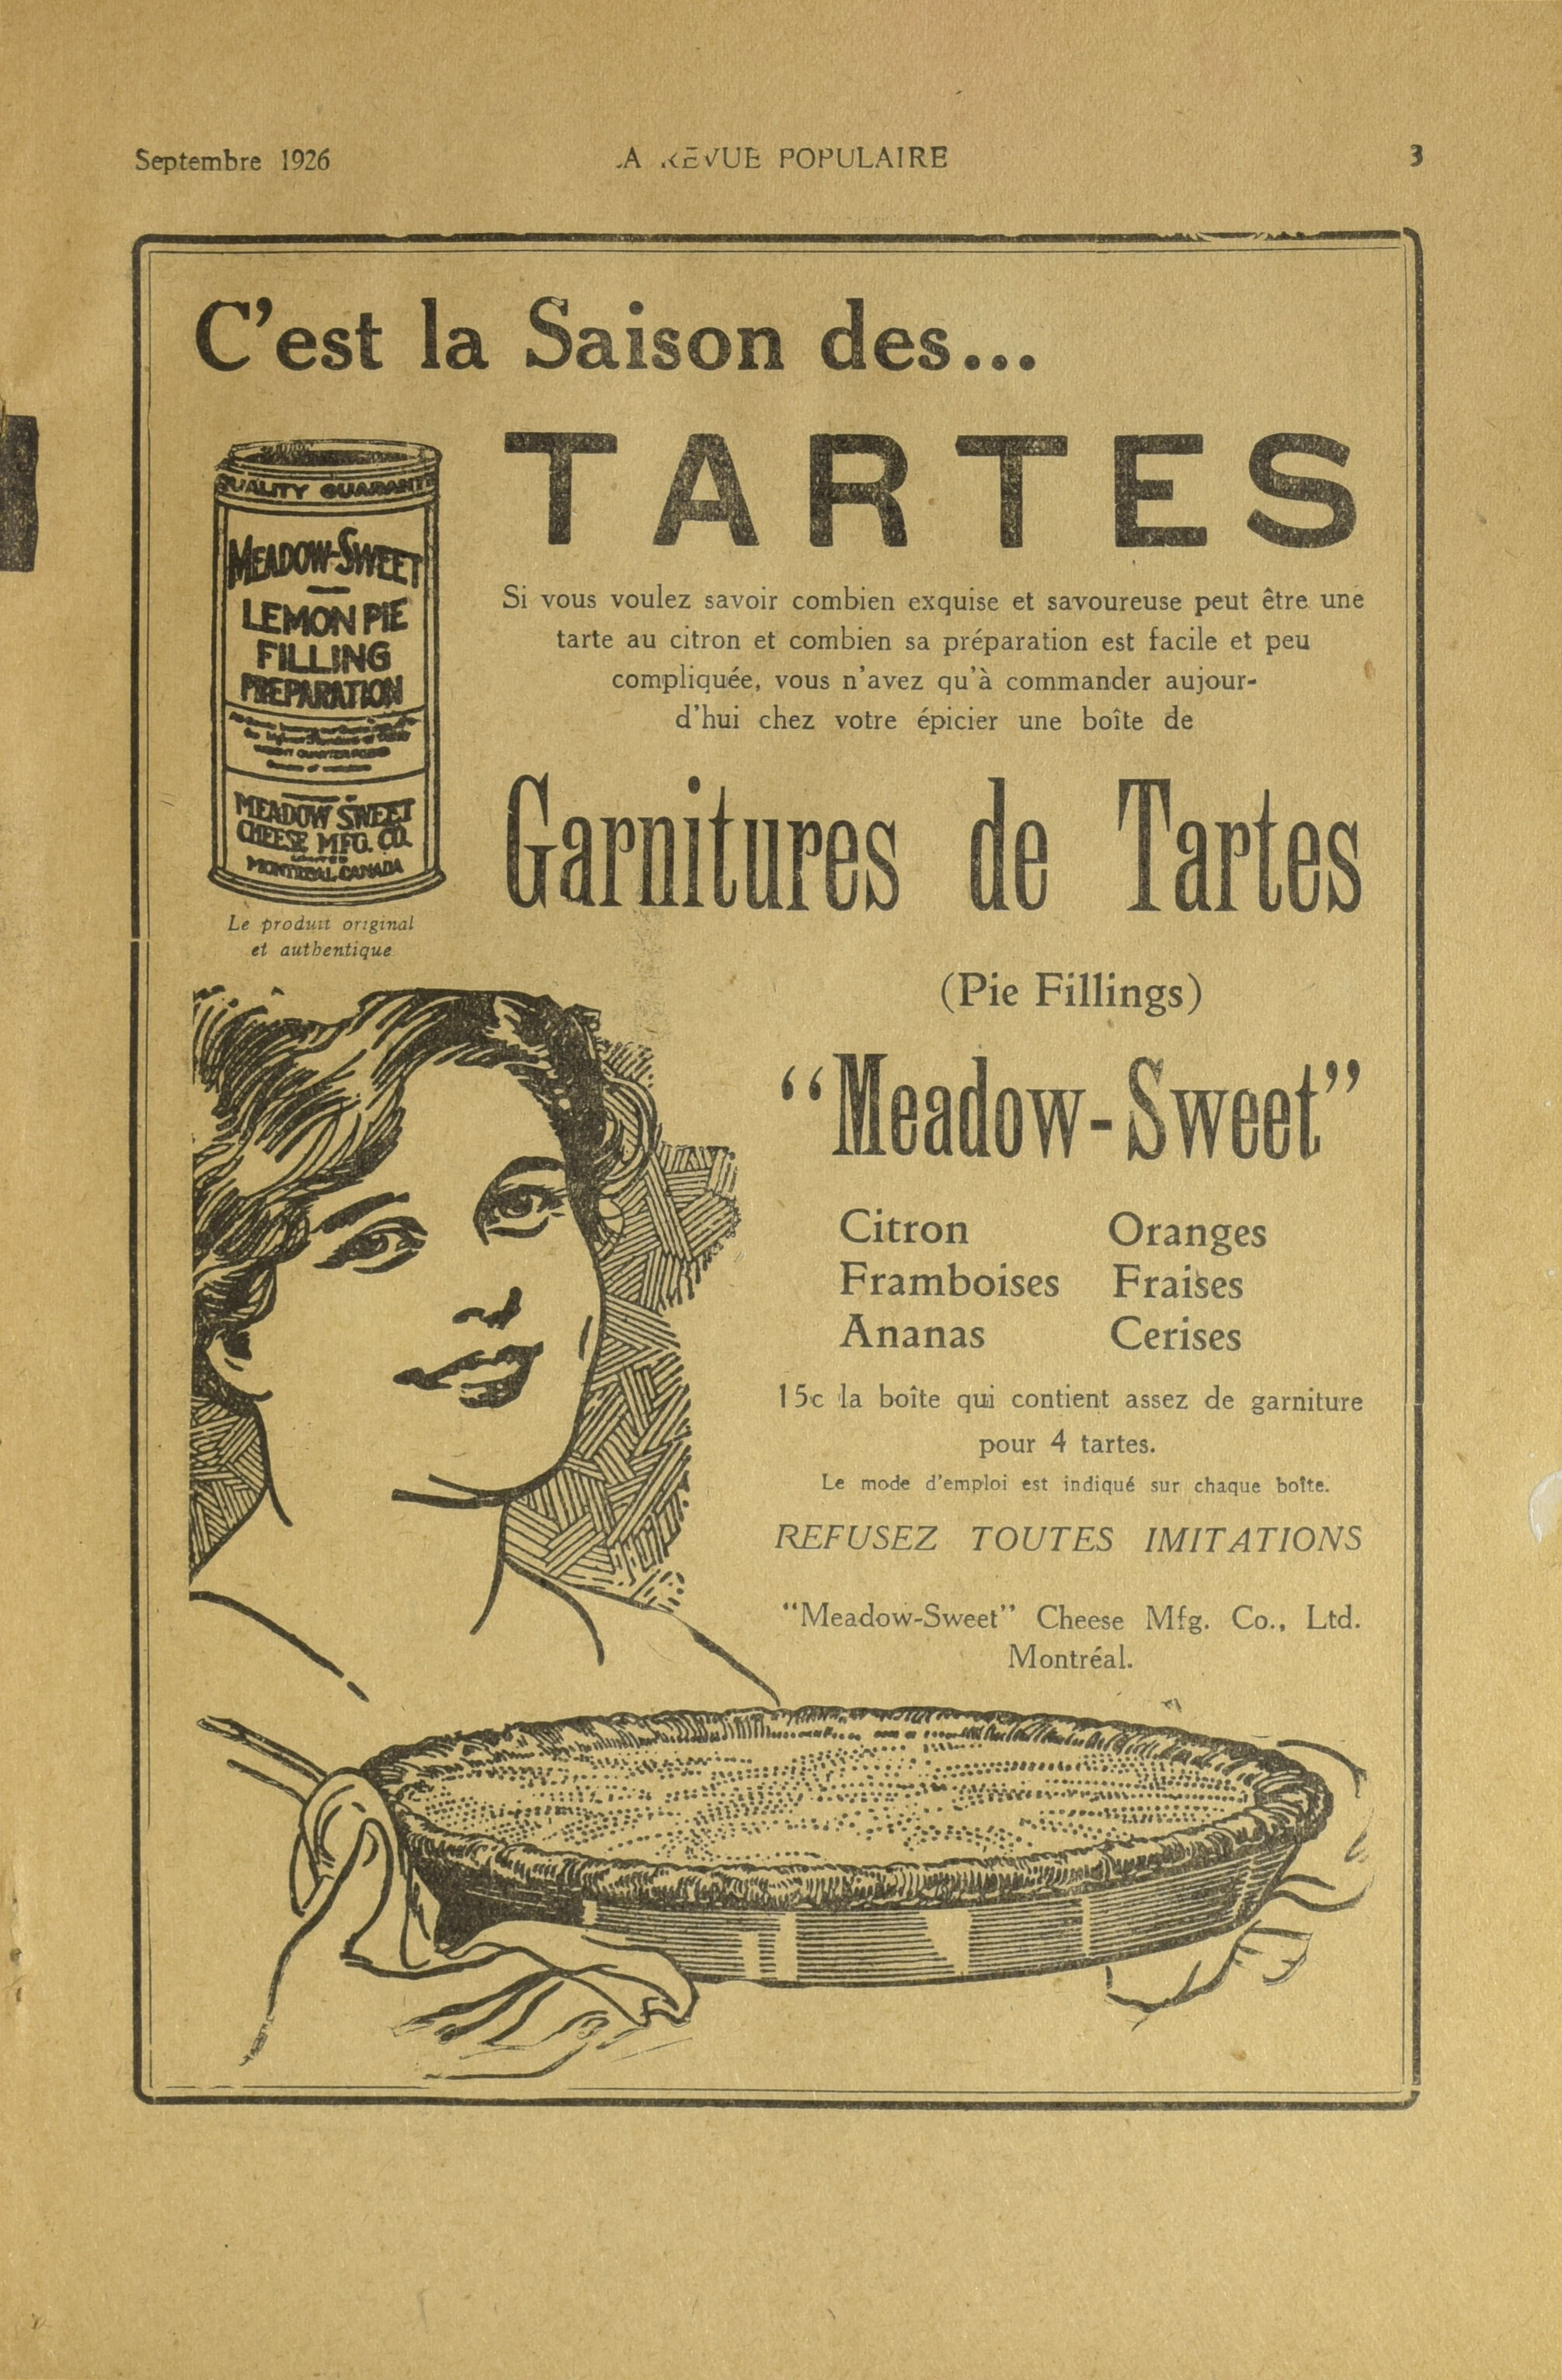 Septembre 1926
LA REVUE POPULAIRE
3
C'est la Saison des...
TARTES
QUALITY GUARANTE
MEADOW-SWEET
LEMON PIE
FILLING
PREPARATION
MEADOW SWEET
CHEESE MFG. CO.
LIMITED
MONTREAL.CANADA
Le produit original
et authentique
Si vous voulez savoir combien exquise et savoureuse peut être une
tarte au citron et combien sa préparation est facile et peu
compliquée, vous n'avez qu'à commander aujour-
d'hui chez votre épicier une boîte de
Garnitures de Tartes
(Pie Fillings)
"Meadow-Sweet"
Citron Oranges
Framboises Fraises
Ananas Cerises
15c la boîte qui contient assez de garniture
pour 4 tartes.
Le mode d'emploi est indiqué sur chaque boîte.
REFUSEZ TOUTES IMITATIONS
"Meadow-Sweet" Cheese Mfg. Co., Ltd.
Montréal.